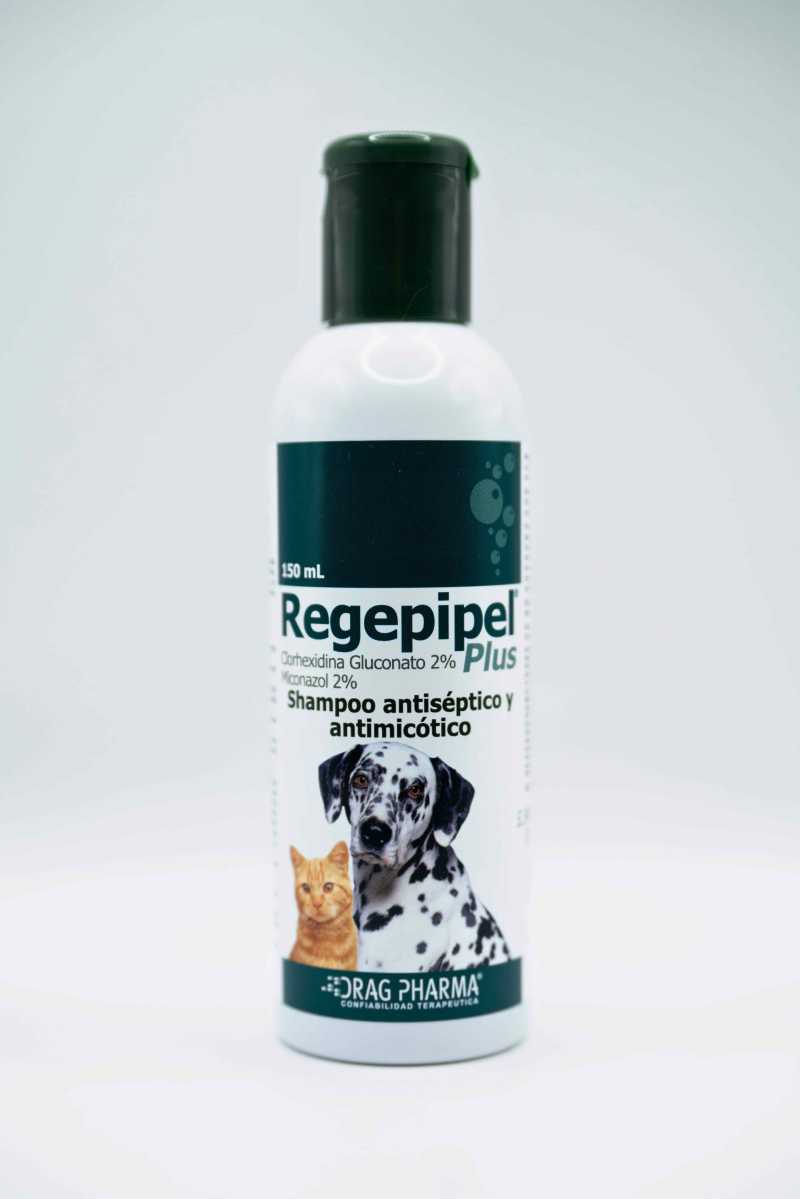 150 mL
Regepipel®
Clorhexidina Gluconato 2% Plus
Miconazol 2%
Shampoo antiséptico y
antimicótico
DRAG PHARMA®
CONFIABILIDAD TERAPEUTICA